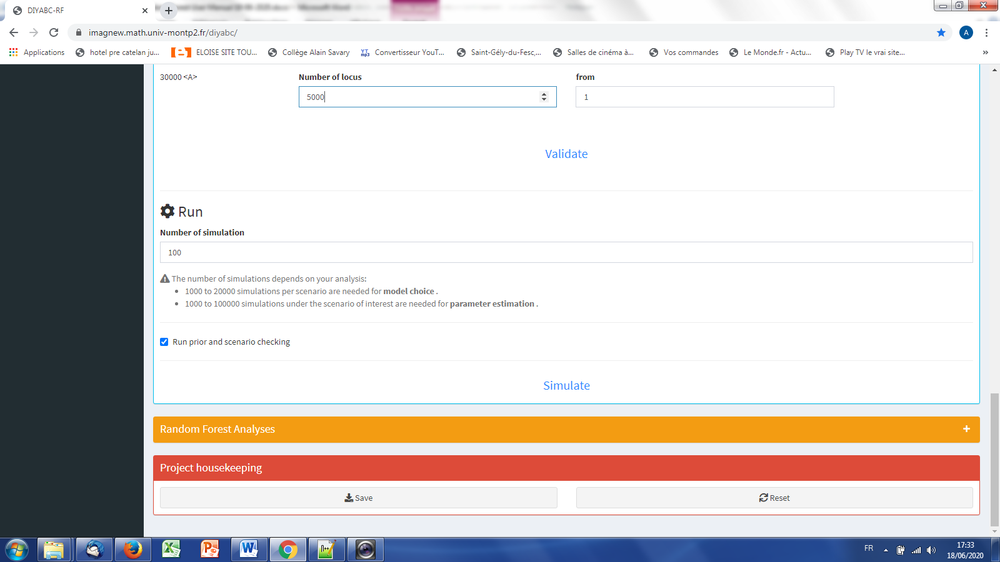 DIYABC-RF
imagnew.math.univ-montp2.fr/diyabc/
A
Applications
hotel pre catelan ju...
ELOISE SITE TOU...
Collège Alain Savary
YT mp3
Convertisseur YouT...
Saint-Gély-du-Fesc,...
Salles de cinéma à...
Vos commandes
Le Monde.fr - Actu...
Play TV le vrai site...
»
30000 <A>
Number of locus
from
5000
1
Validate
Run
Number of simulation
100
The number of simulations depends on your analysis:
• 1000 to 20000 simulations per scenario are needed for model choice .
• 1000 to 100000 simulations under the scenario of interest are needed for parameter estimation .
Run prior and scenario checking
Simulate
Random Forest Analyses
+
Project housekeeping
Save
Reset
FR
17:33
18/06/2020